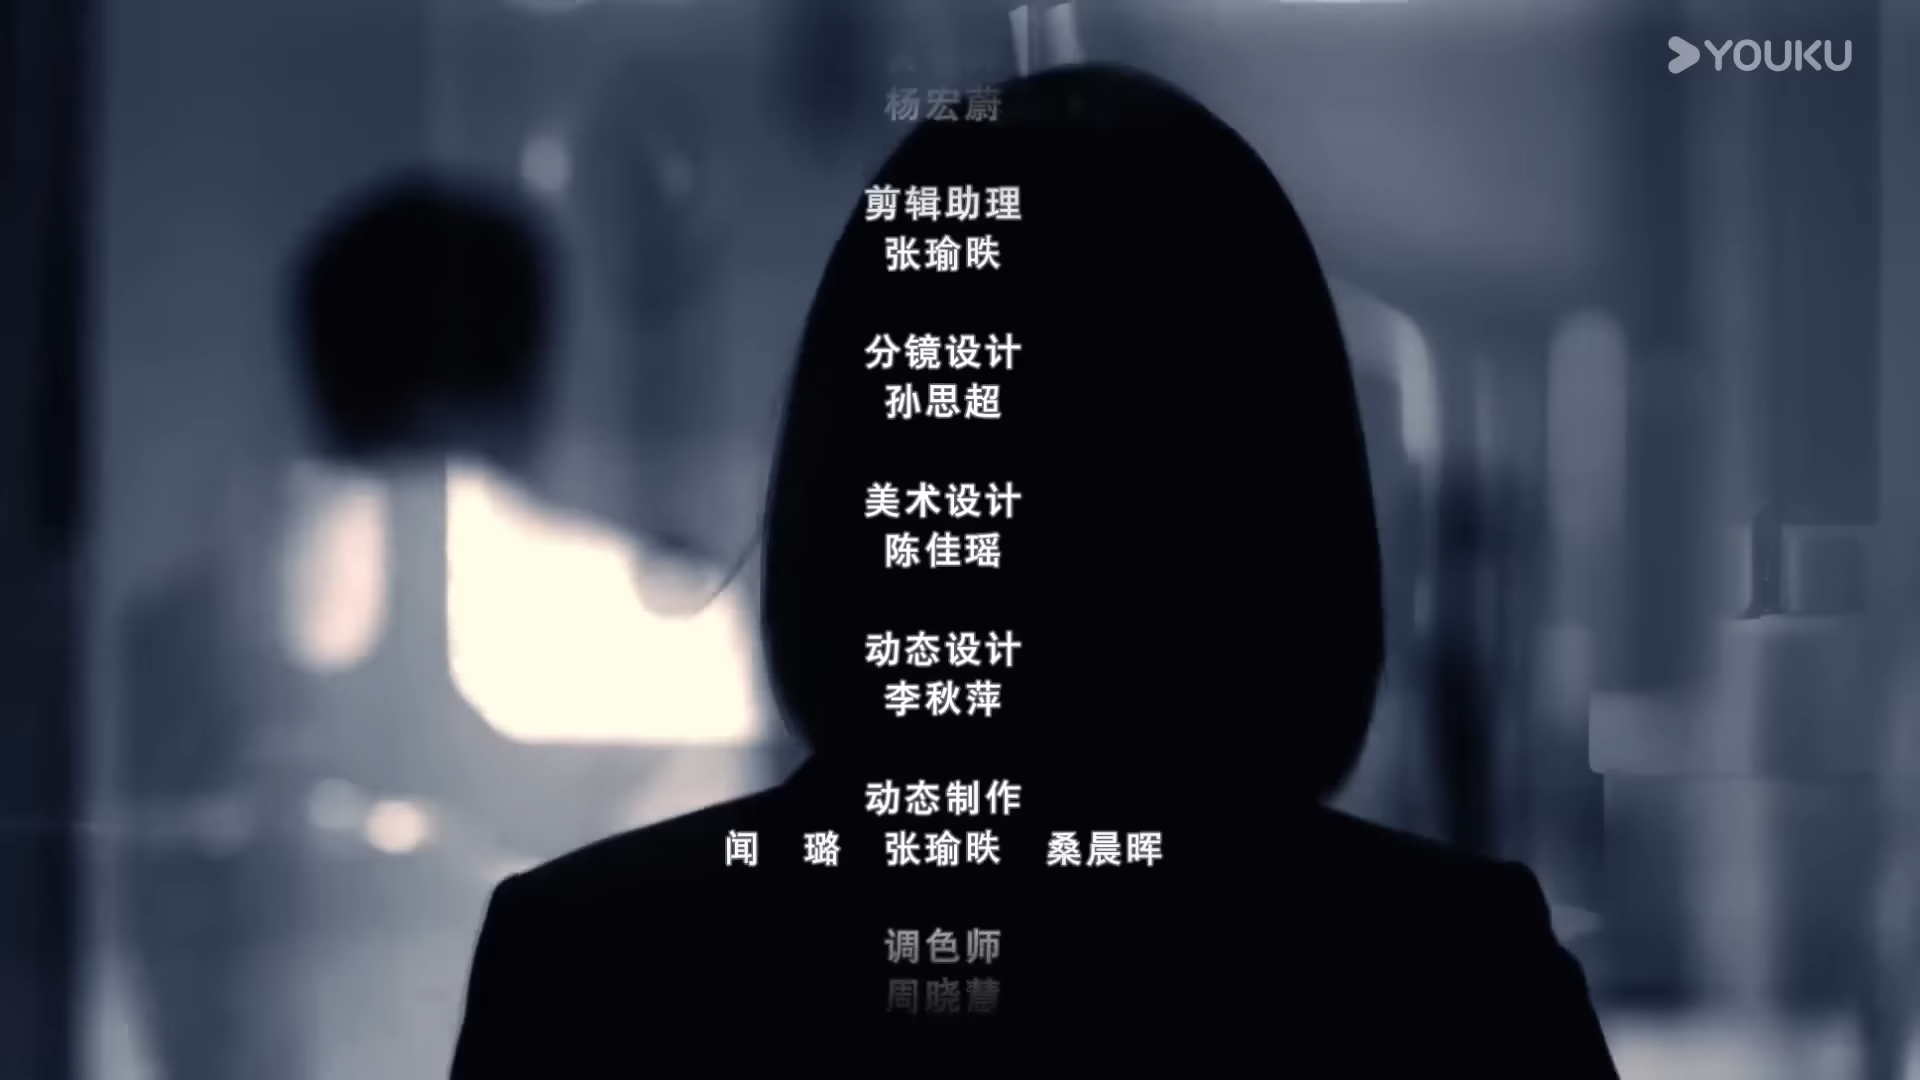 YOUKU
杨宏蔚
剪辑助理
张瑜昳
分镜设计
孙思超
美术设计
陈佳瑶
动态设计
李秋萍
动态制作
闻 璐 张瑜昳 桑晨晖
调色师
周晓慧